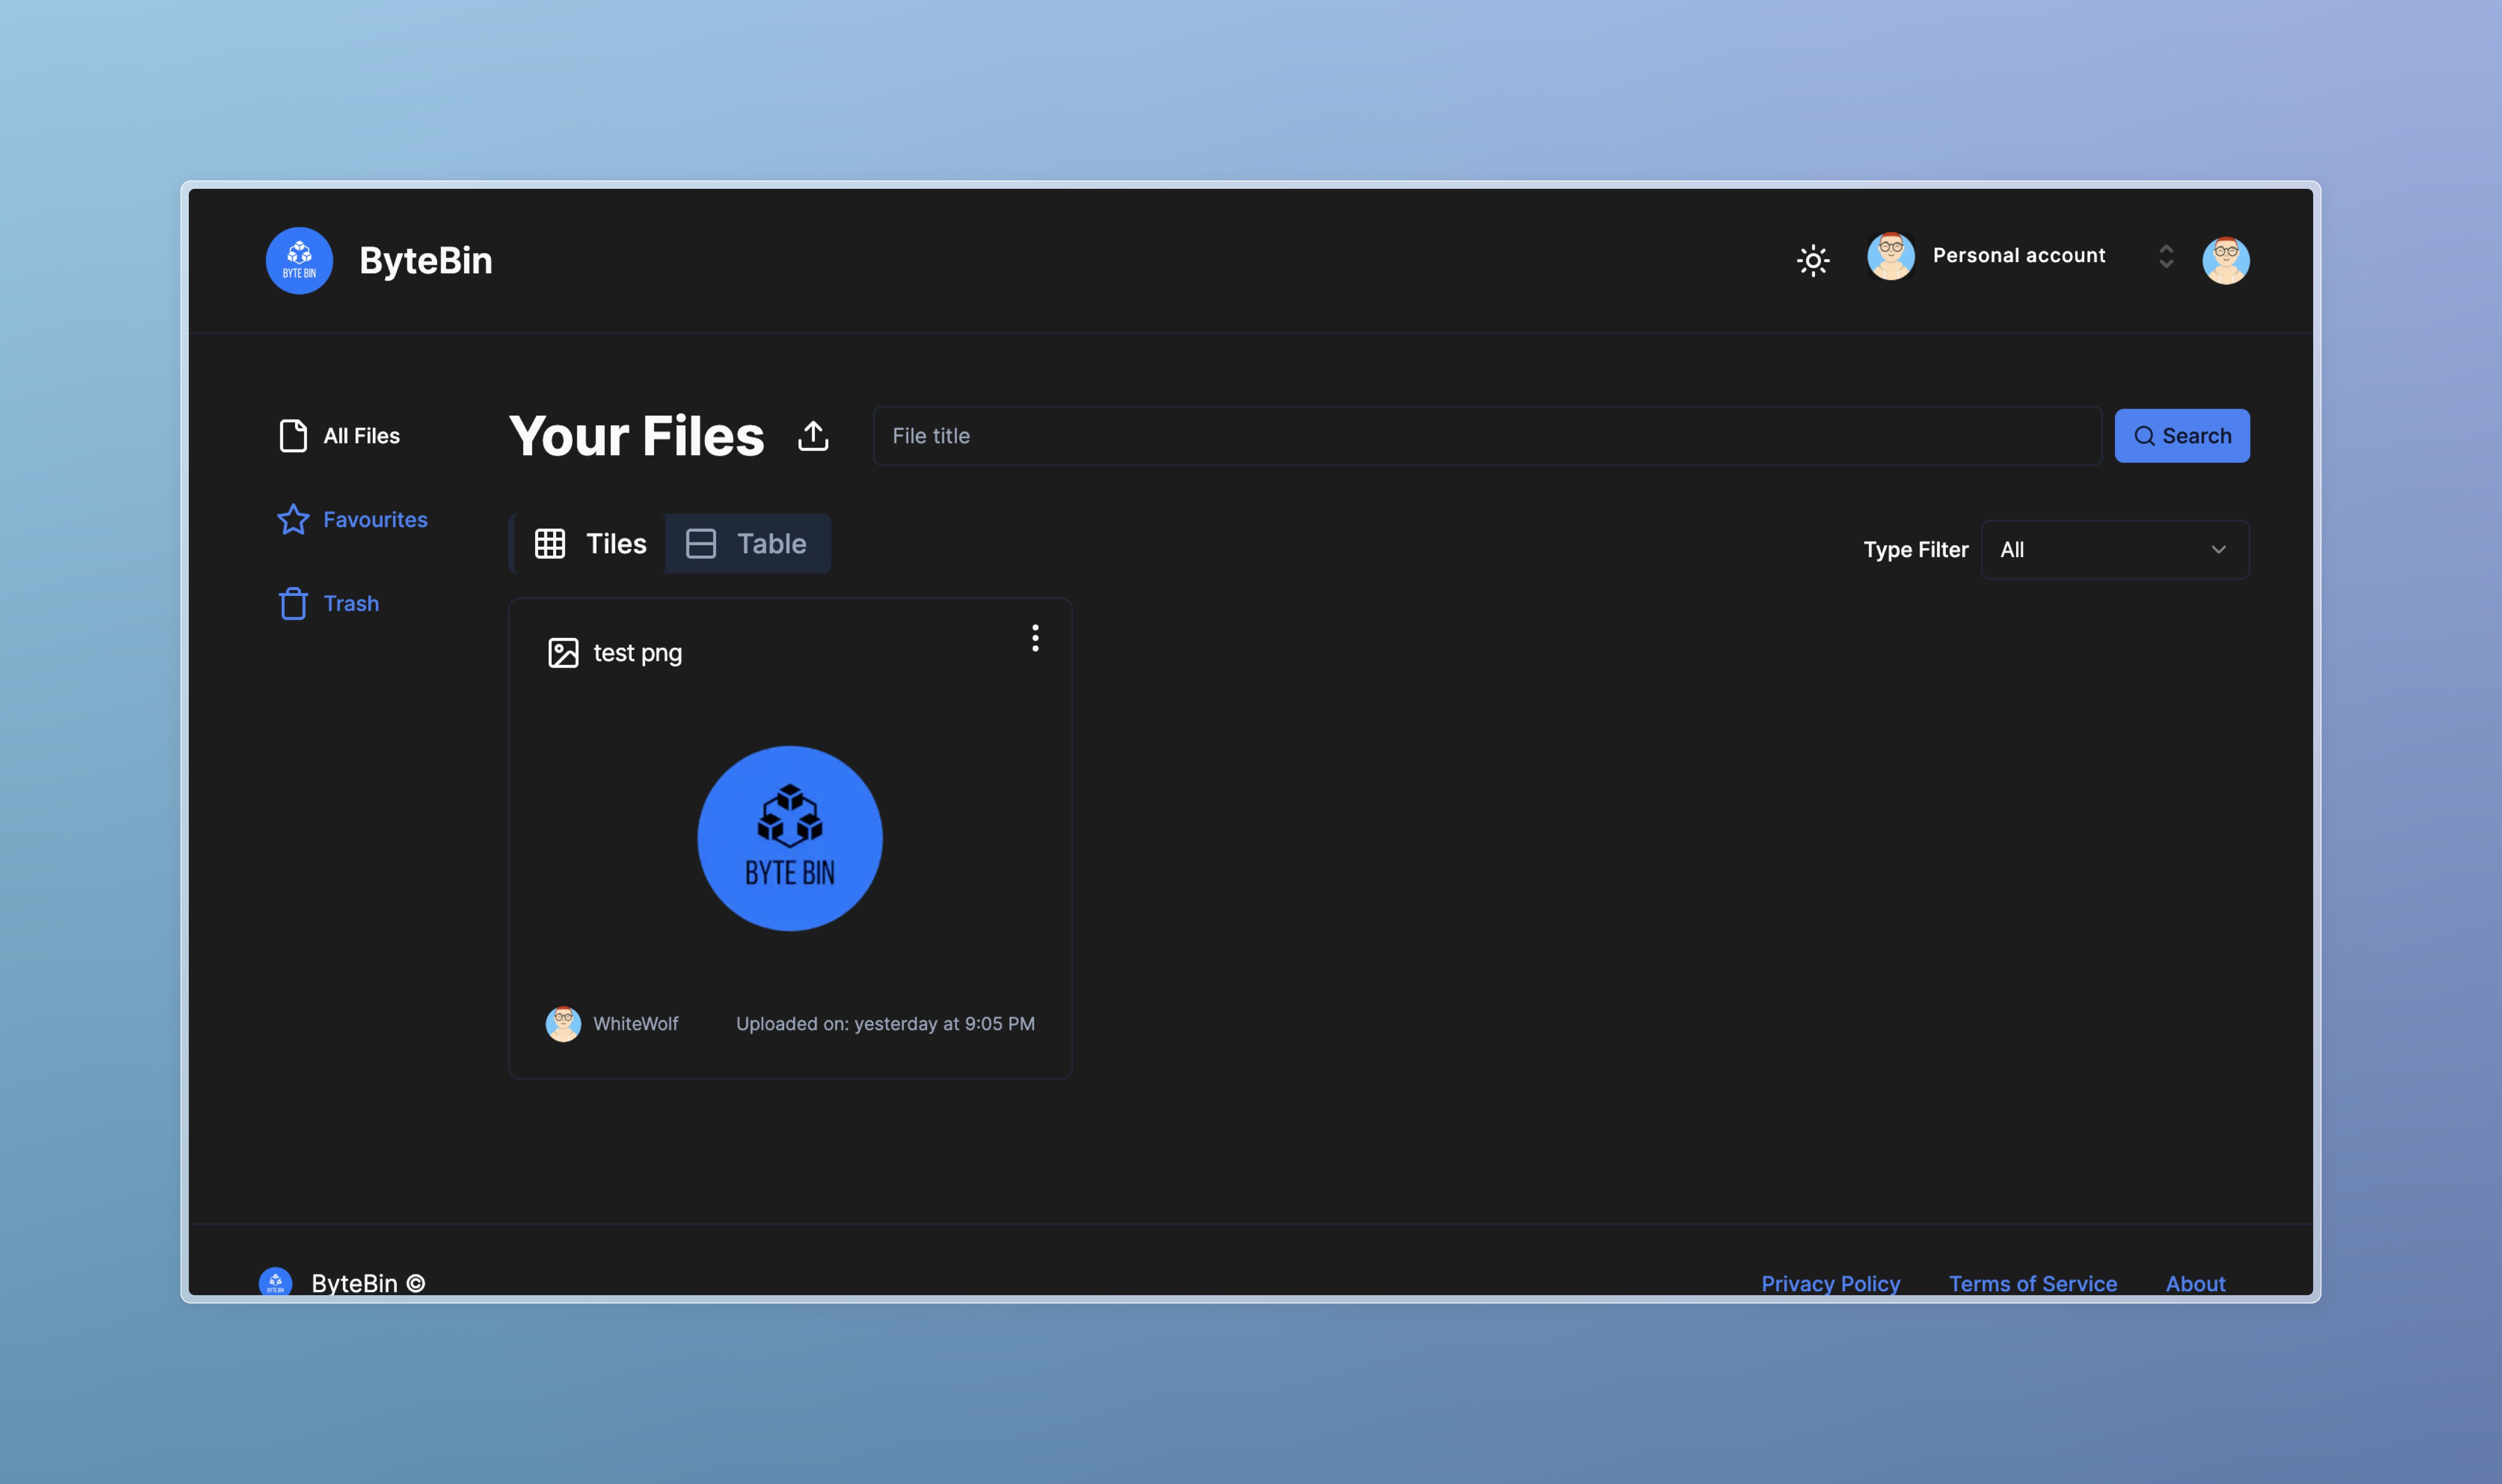 BYTE BIN
ByteBin
Personal account
All Files
Favourites
Trash
Your Files
File title
Search
Tiles
Table
Type Filter
All
test png
BYTE BIN
WhiteWolf
Uploaded on: yesterday at 9:05 PM
BYTE BIN
ByteBin ©
Privacy Policy
Terms of Service
About